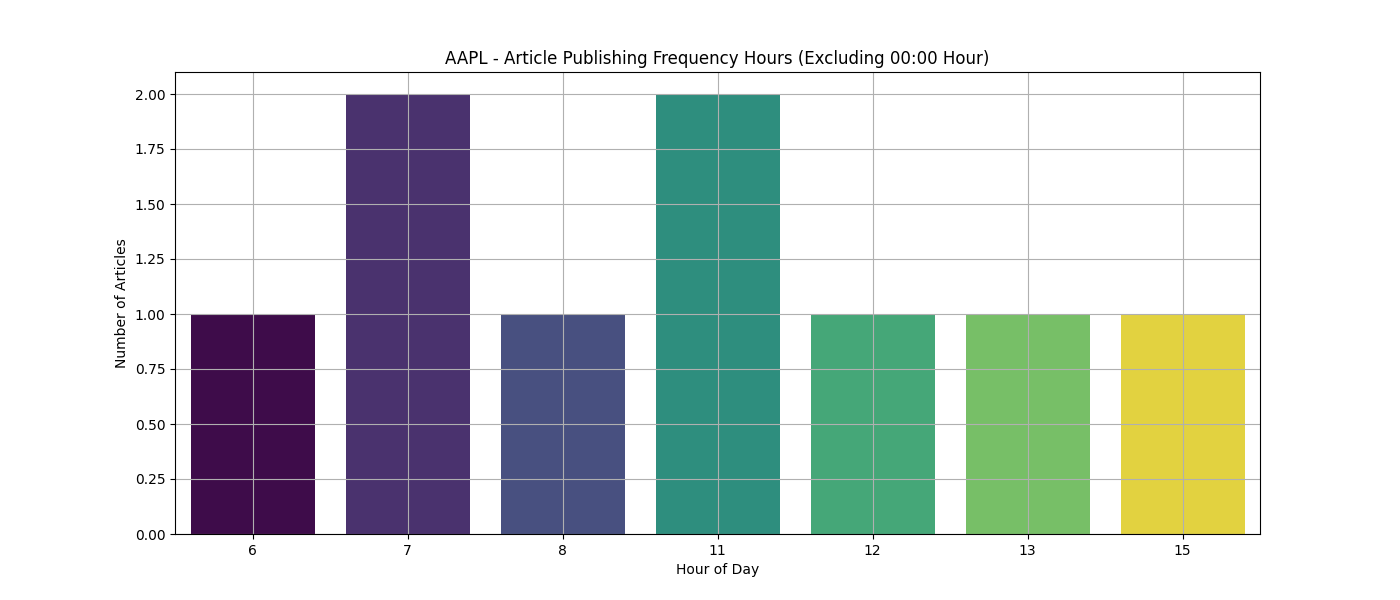 AAPL - Article Publishing Frequency Hours (Excluding 00:00 Hour)
2.00
1.75
1.50
1.25
1.00
0.75
0.50
0.25
0.00
Number of Articles
6 7 8 11 12 13 15
Hour of Day